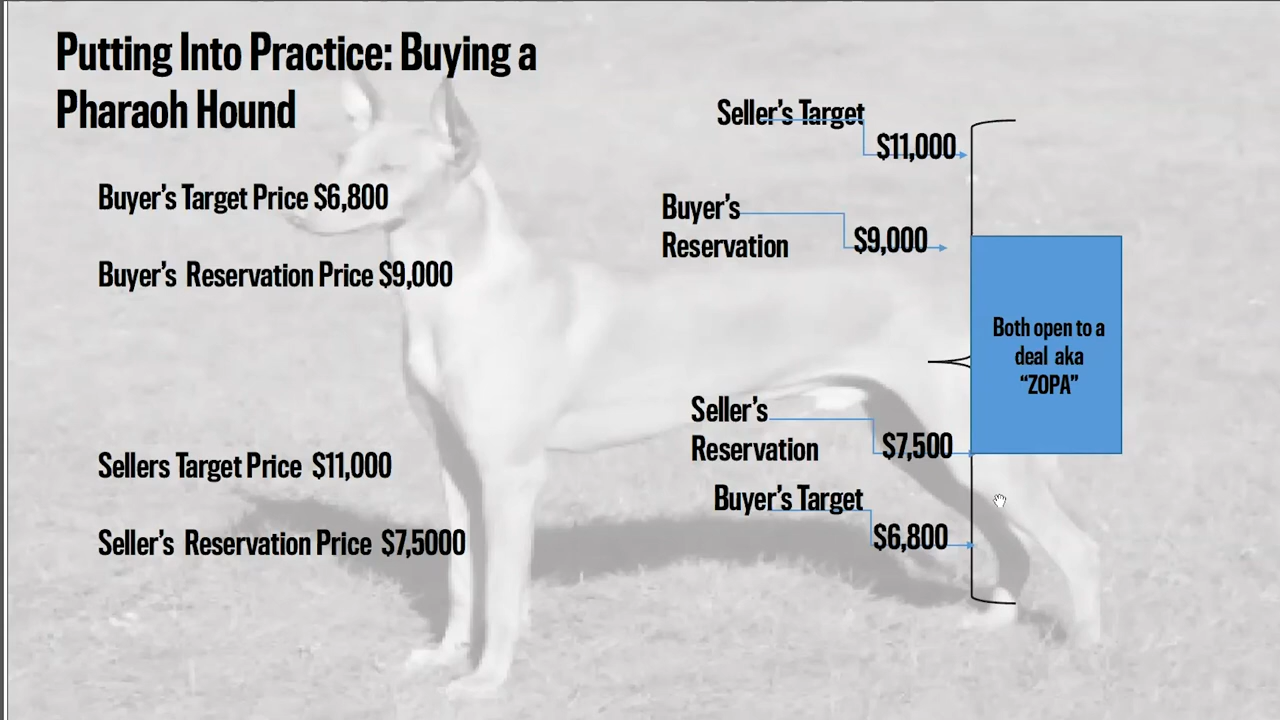 Putting Into Practice: Buying a
Pharaoh Hound
Buyer's Target Price $6,800
Buyer's Reservation Price $9,000
Sellers Target Price $11,000
Seller's Reservation Price $7,5000
Seller's Target
$11,000
Buyer's
Reservation
$9,000
Both open to a
deal aka
“ZOPA”
Seller's
Reservation
$7,500
Buyer's Target
$6,800